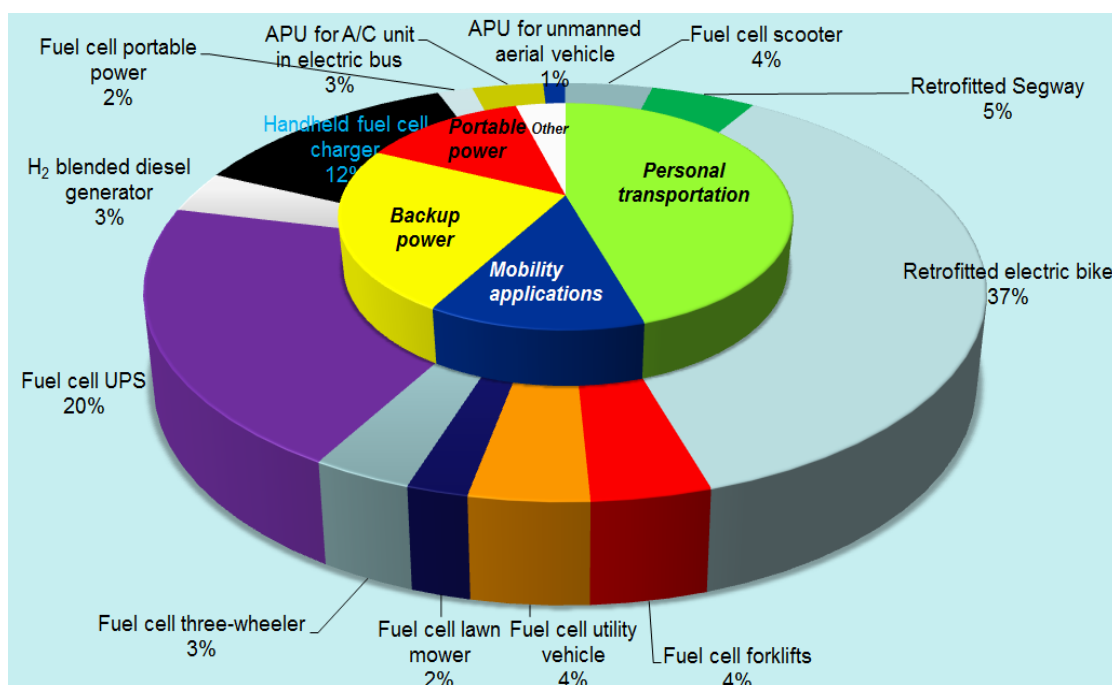 Fuel cell portable
power
2%
APU for A/C unit
in electric bus
3%
APU for unmanned
aerial vehicle
1%
Fuel cell scooter
4%
Retrofitted Segway
5%
Handheld fuel cell
charger
12%
Portable
power
Other
Personal
transportation
H₂ blended diesel
generator
3%
Backup
power
Mobility
applications
Retrofitted electric bike
37%
Fuel cell UPS
20%
Fuel cell three-wheeler
3%
Fuel cell lawn
mower
2%
Fuel cell utility
vehicle
4%
Fuel cell forklifts
4%